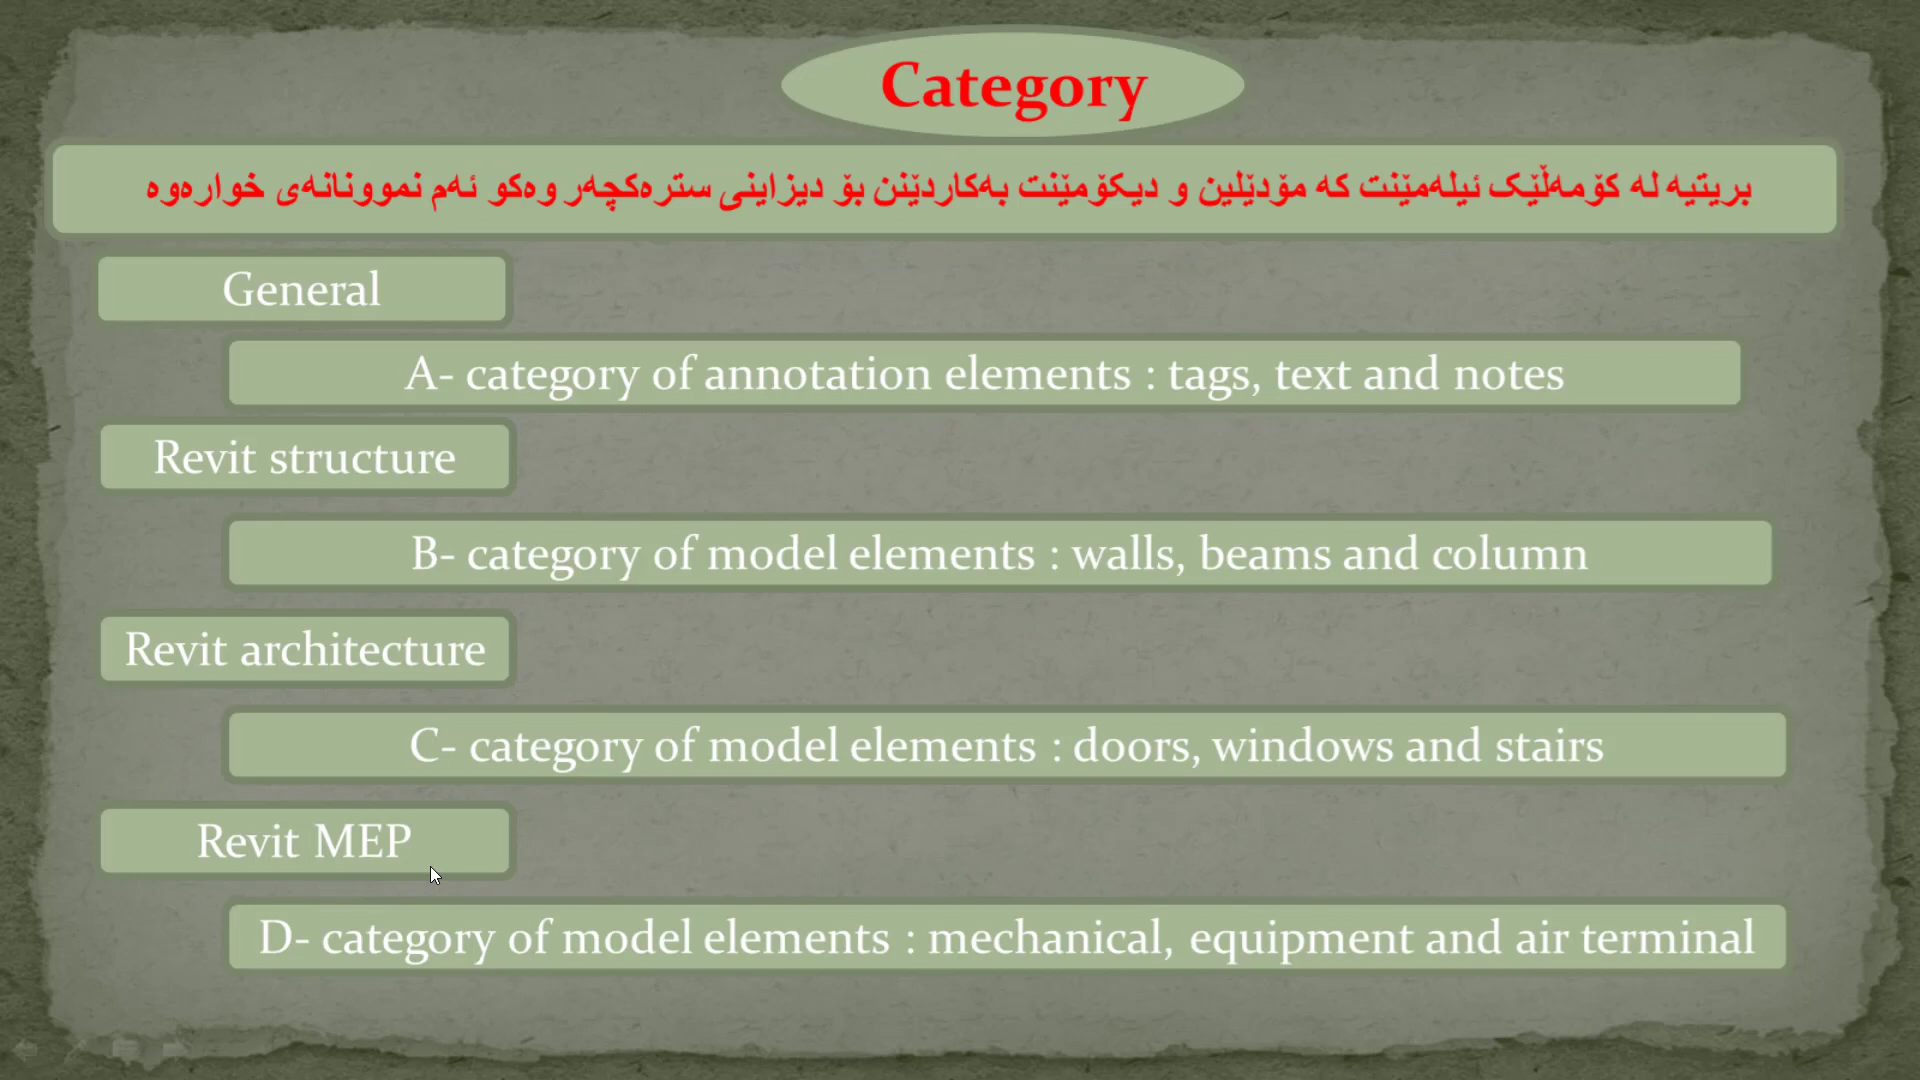 Category
بریتیه له کۆمەڵێک ئیلەمێنت که مۆدێلین و دیکۆمێنت بەکاردێنن بۆ دیزاینی سترەکچەر وەکو ئەم نموونانەی خوارەوه
General
A- category of annotation elements : tags, text and notes
Revit structure
B- category of model elements : walls, beams and column
Revit architecture
C- category of model elements : doors, windows and stairs
Revit MEP
D- category of model elements : mechanical, equipment and air terminal